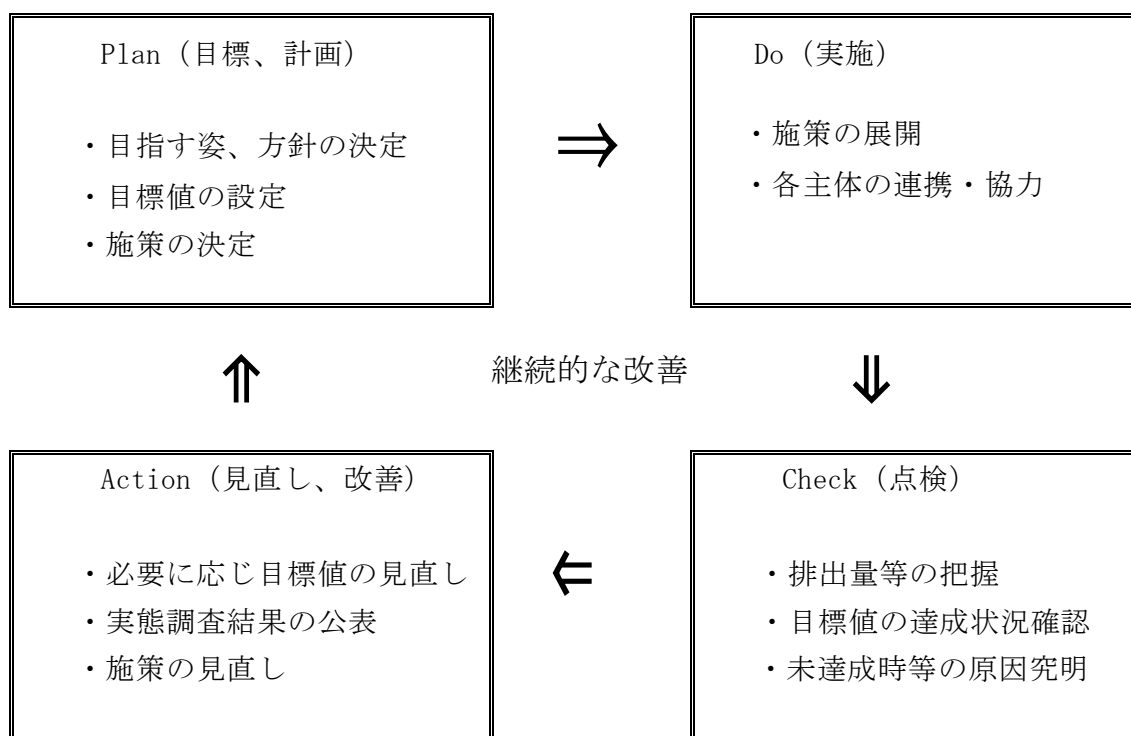 Plan（目標、計画）
・目指す姿、方針の決定
・目標値の設定
・施策の決定
⇒
Do（実施）
・施策の展開
・各主体の連携・協力
⇑
継続的な改善
⇓
Action（見直し、改善）
・必要に応じ目標値の見直し
・実態調査結果の公表
・施策の見直し
⇐
Check（点検）
・排出量等の把握
・目標値の達成状況確認
・未達成時等の原因究明